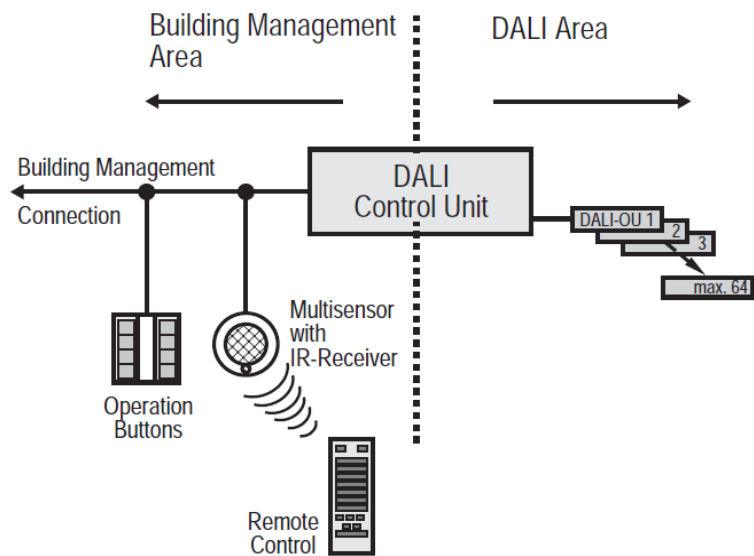 Building Management
Area
DALI Area
Building Management
Connection
DALI
Control Unit
DALI-OU 1
2
3
max. 64
Multisensor
with
IR-Receiver
Operation
Buttons
Remote
Control